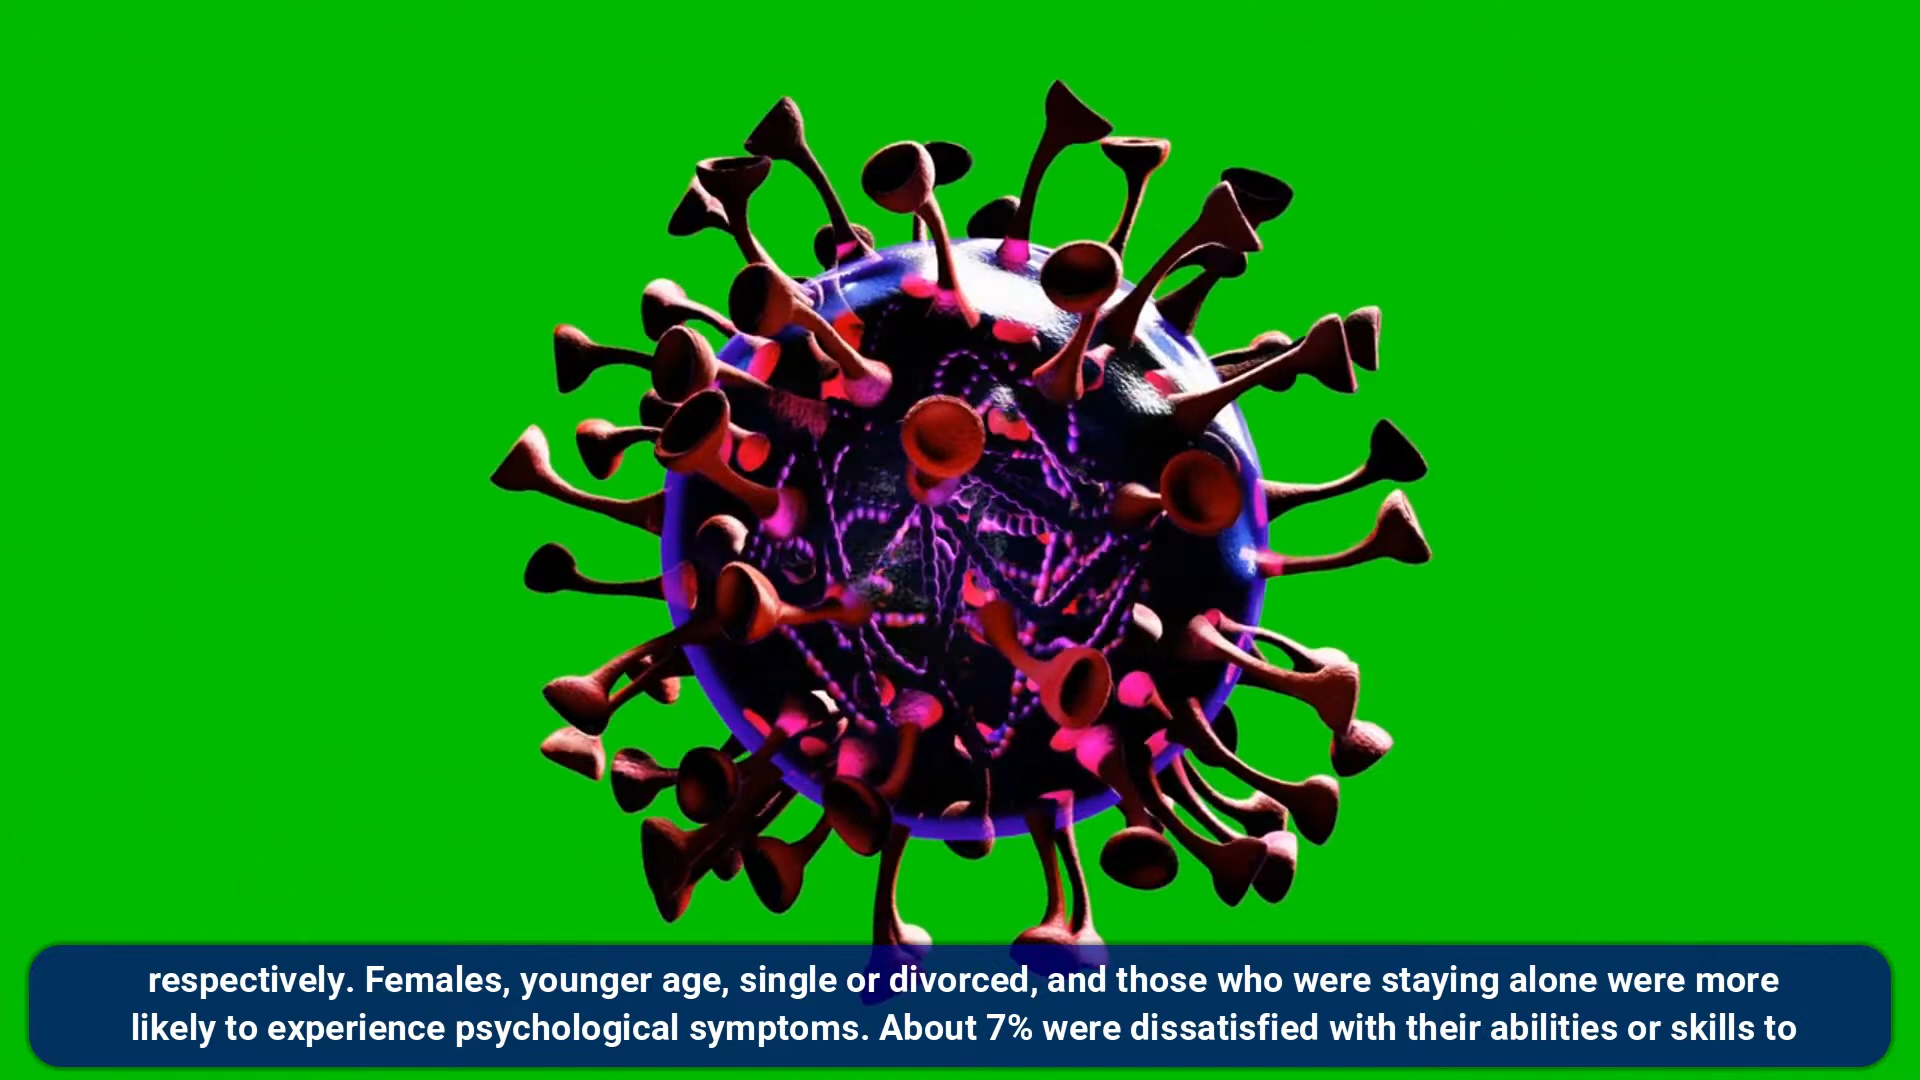 respectively. Females, younger age, single or divorced, and those who were staying alone were more
likely to experience psychological symptoms. About 7% were dissatisfied with their abilities or skills to